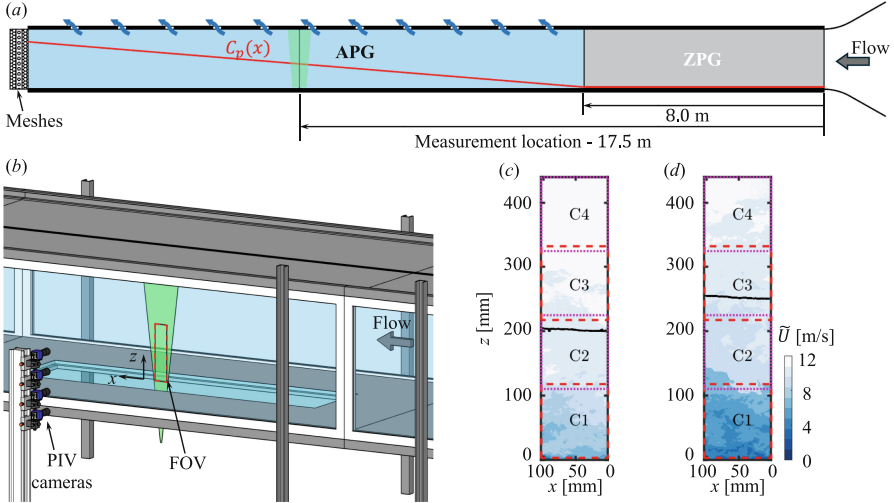 (a)
C_p(x)
APG
ZPG
Flow
Meshes
8.0 m
Measurement location - 17.5 m
(b)
Flow
z
x
PIV
cameras
FOV
(c)
400
300
200
100
0
z [mm]
C4
C3
C2
C1
100 50 0
x [mm]
(d)
400
300
200
100
0
C4
C3
C2
C1
100 50 0
x [mm]
Ũ [m/s]
12
8
4
0